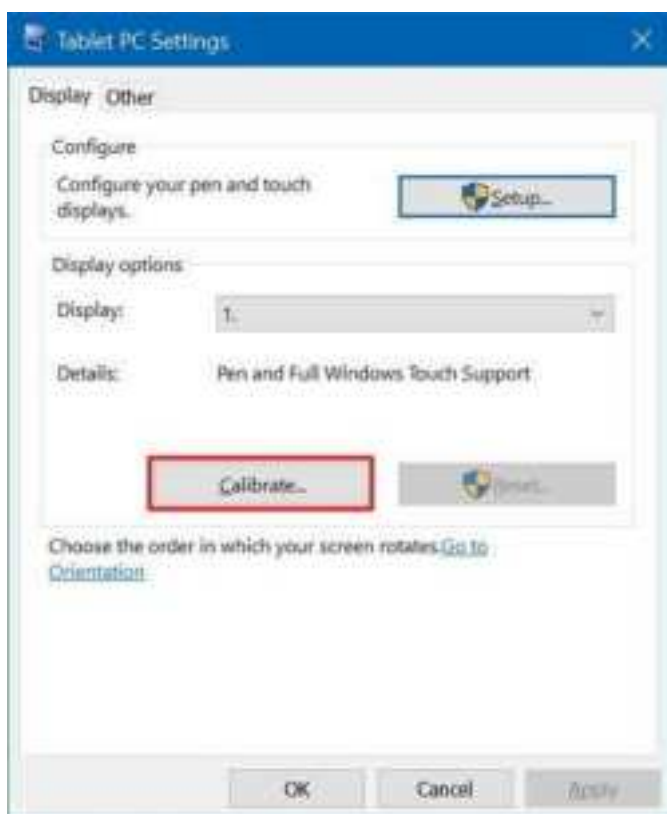 Tablet PC Settings
Display Other
Configure
Configure your pen and touch
displays.
Setup...
Display options
Display:
1.
Details:
Pen and Full Windows Touch Support
Calibrate...
Reset...
Choose the order in which your screen rotates.Go to
Orientation
OK
Cancel
Apply